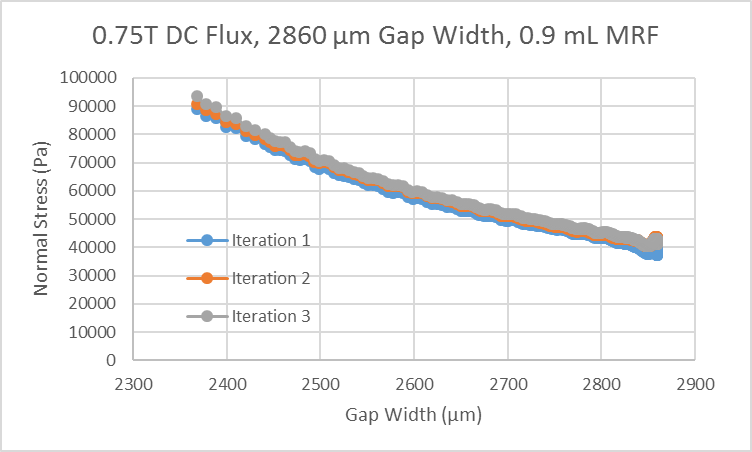 0.75T DC Flux, 2860 µm Gap Width, 0.9 mL MRF
100000
90000
80000
70000
60000
50000
40000
30000
20000
10000
0
Normal Stress (Pa)
Iteration 1
Iteration 2
Iteration 3
2300 2400 2500 2600 2700 2800 2900
Gap Width (µm)